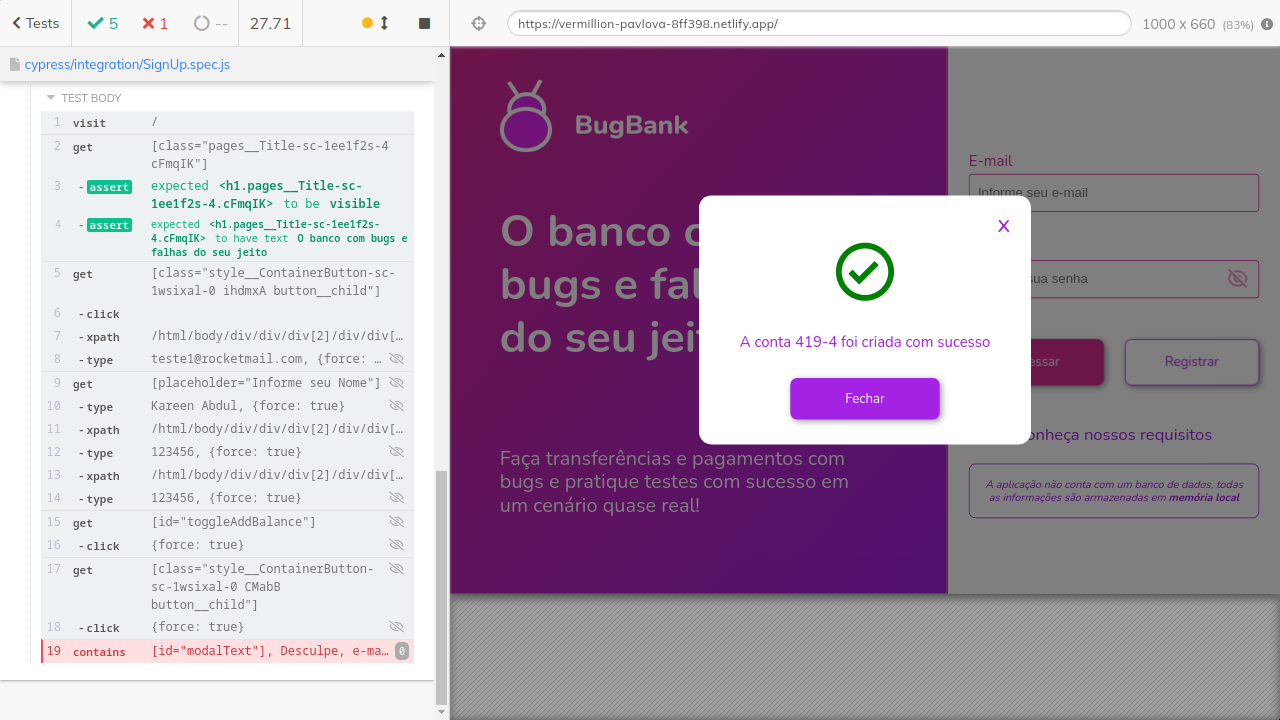 Tests
5
1
--
27.71
https://vermillion-pavlova-8ff398.netlify.app/
1000 x 660 (83%)
cypress/integration/SignUp.spec.js
TEST BODY
1 visit /
2 get [class="pages__Title-sc-1ee1f2s-4
cFmqIK"]
3 -assert expected <h1.pages__Title-sc-
1ee1f2s-4.cFmqIK> to be visible
4 -assert expected <h1.pages__Title-sc-1ee1f2s-
4.cFmqIK> to have text O banco com bugs e
falhas do seu jeito
5 get [class="style__ContainerButton-sc-
1wsixal-0 ihdmxA button__child"]
6 -click
7 -xpath /html/body/div/div/div[2]/div/div[…
8 -type teste1@rocketmail.com, {force: …
9 get [placeholder="Informe seu Nome"]
10 -type Kareen Abdul, {force: true}
11 -xpath /html/body/div/div/div[2]/div/div[…
12 -type 123456, {force: true}
13 -xpath /html/body/div/div/div[2]/div/div[…
14 -type 123456, {force: true}
15 get [id="toggleAddBalance"]
16 -click {force: true}
17 get [class="style__ContainerButton-
sc-1wsixal-0 CMabB
button__child"]
18 -click {force: true}
19 contains [id="modalText"], Desculpe, e-ma… 0
BugBank
O banco c
bugs e fal
do seu jei
Faça transferências e pagamentos com
bugs e pratique testes com sucesso em
um cenário quase real!
E-mail
Informe seu e-mail
sua senha
essar
Registrar
onheça nossos requisitos
A aplicação não conta com um banco de dados, todas
as informações são armazenadas em memória local
X
A conta 419-4 foi criada com sucesso
Fechar